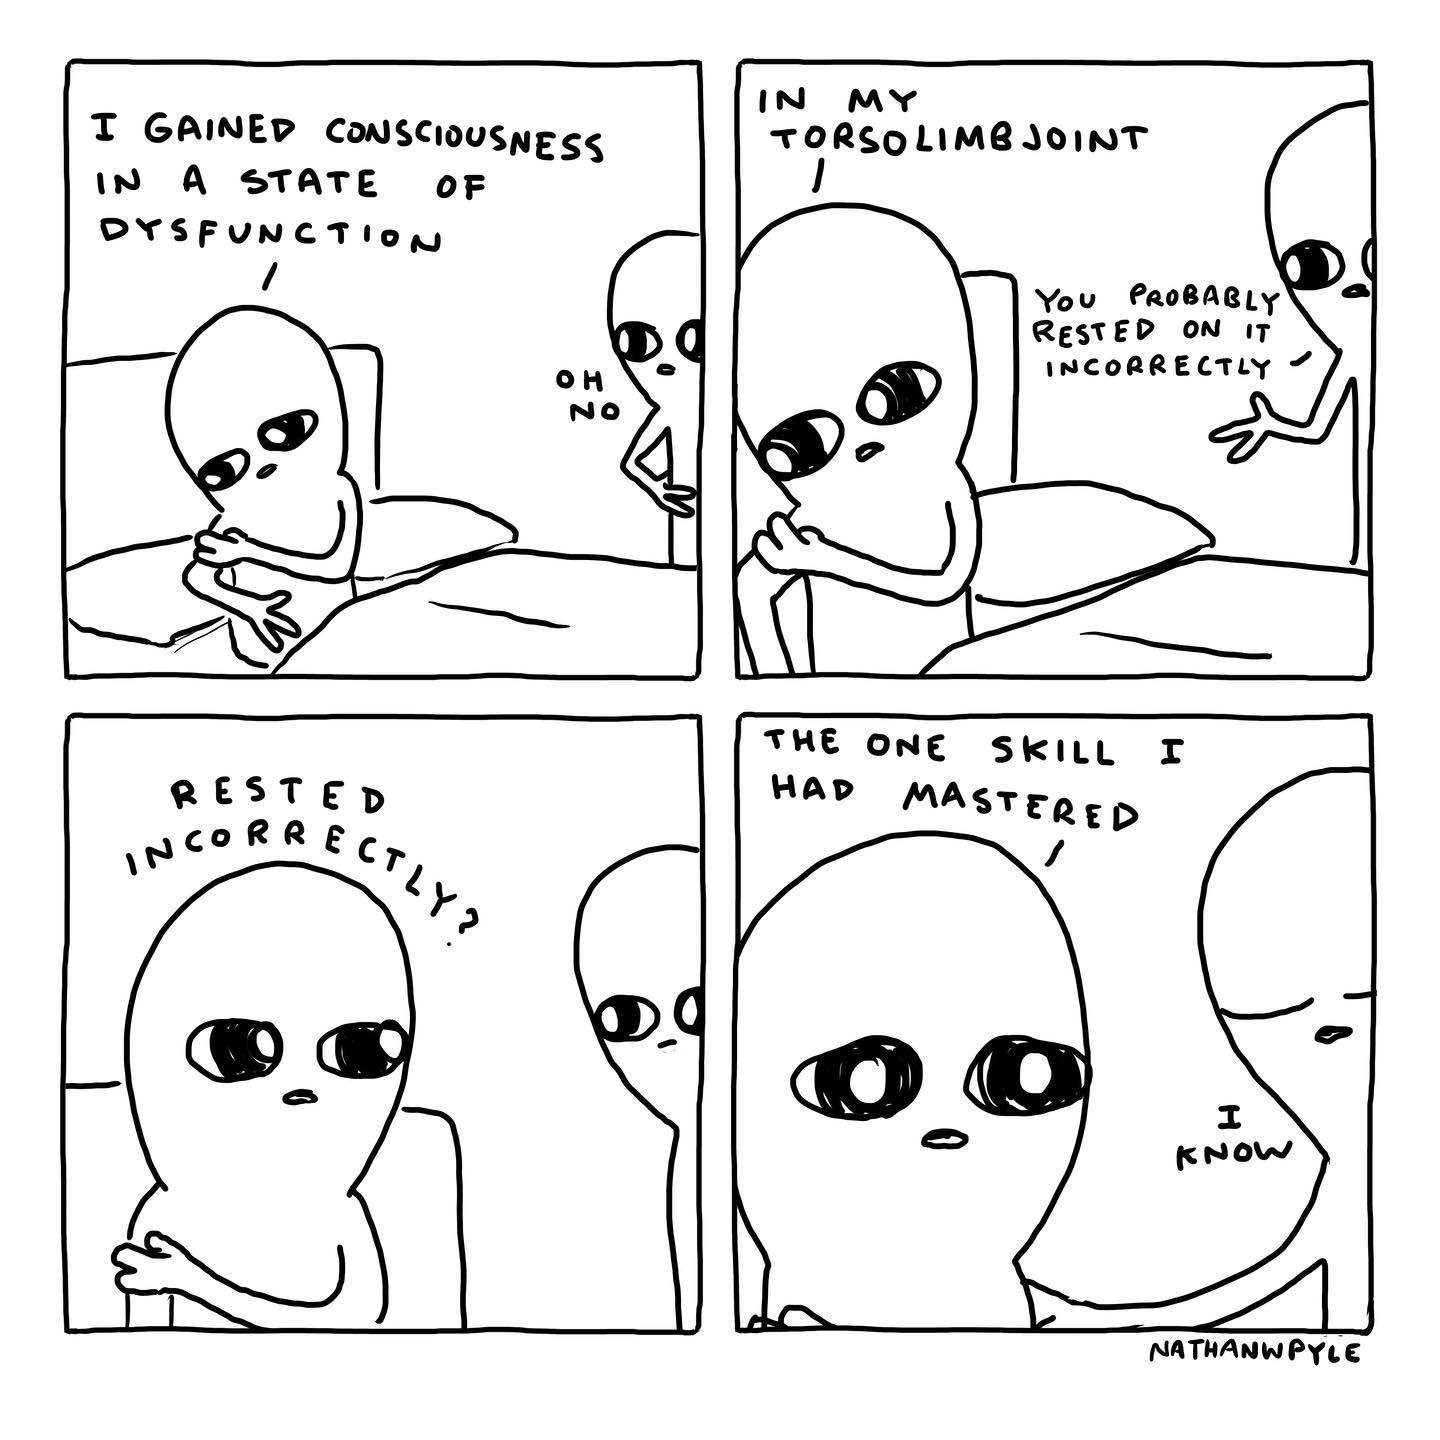 I GAINED CONSCIOUSNESS
IN A STATE OF
DYSFUNCTION
OH
NO
IN MY
TORSOLIMBJOINT
YOU PROBABLY
RESTED ON IT
INCORRECTLY
RESTED
INCORRECTLY?
THE ONE SKILL I
HAD MASTERED
I
KNOW
NATHANWPYLE